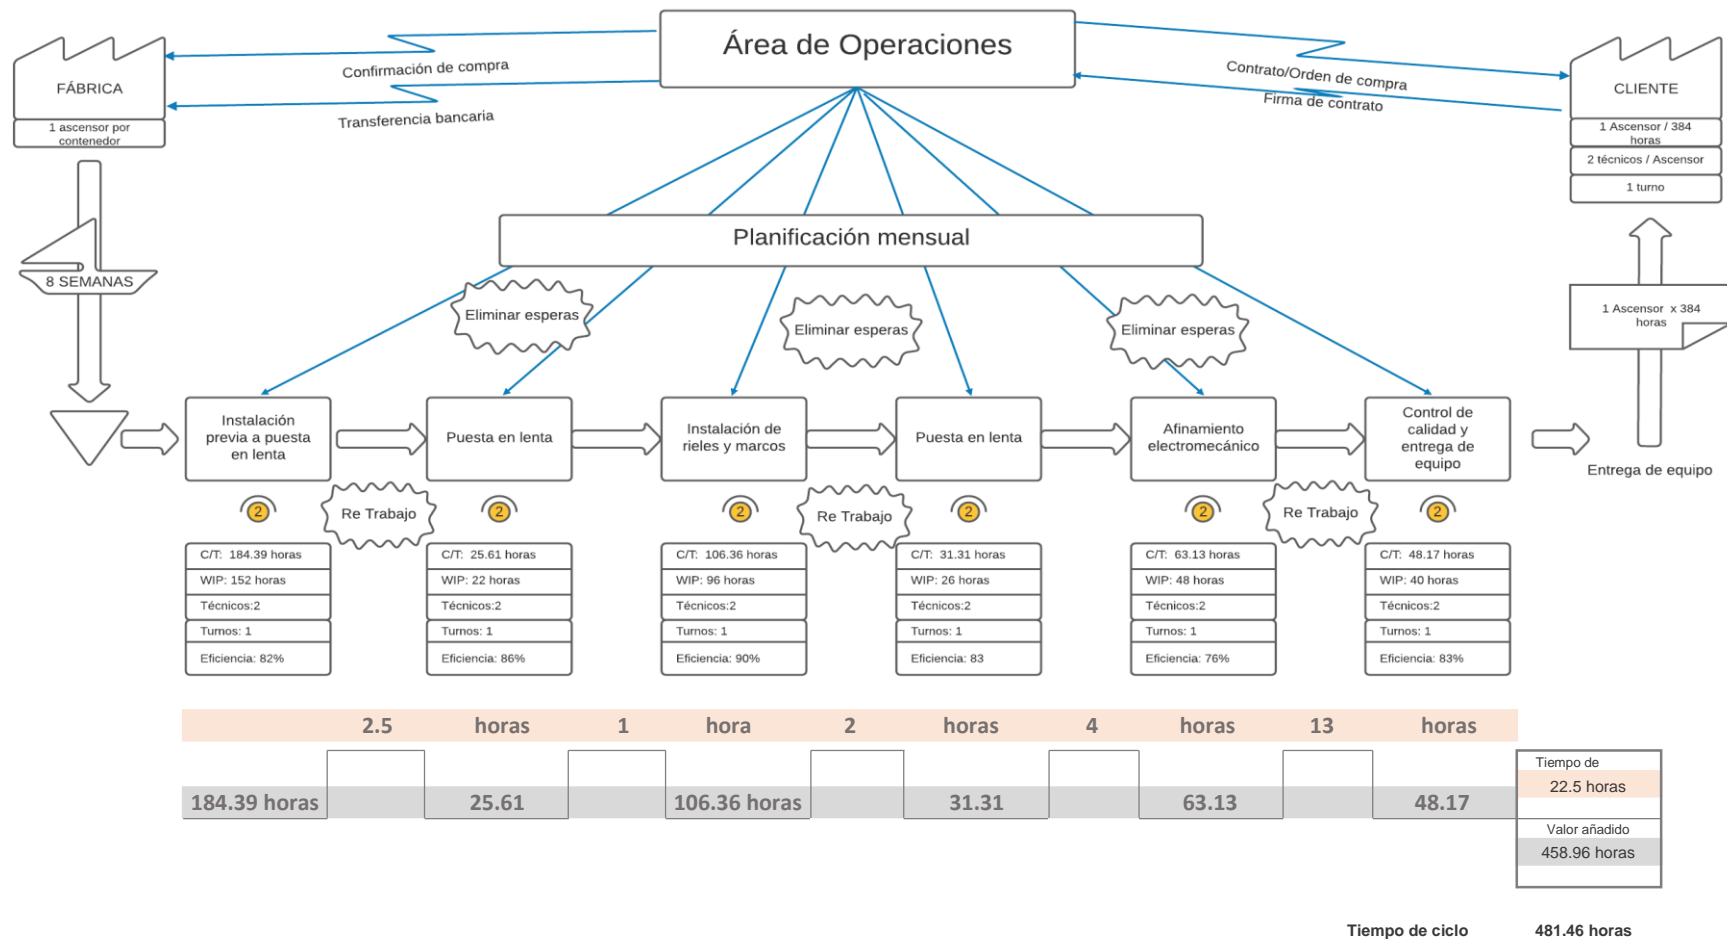 Área de Operaciones
FÁBRICA
1 ascensor por
contenedor
Confirmación de compra
Transferencia bancaria
Contrato/Orden de compra
Firma de contrato
CLIENTE
1 Ascensor / 384
horas
2 técnicos / Ascensor
1 turno
Planificación mensual
8 SEMANAS
Eliminar esperas
Eliminar esperas
Eliminar esperas
1 Ascensor x 384
horas
Instalación
previa a puesta
en lenta
Puesta en lenta
Instalación de
rieles y marcos
Puesta en lenta
Afinamiento
electromecánico
Control de
calidad y
entrega de
equipo
Entrega de equipo
2
Re Trabajo
2
2
Re Trabajo
2
2
Re Trabajo
2
C/T: 184.39 horas
WIP: 152 horas
Técnicos:2
Turnos: 1
Eficiencia: 82%
C/T: 25.61 horas
WIP: 22 horas
Técnicos:2
Turnos: 1
Eficiencia: 86%
C/T: 106.36 horas
WIP: 96 horas
Técnicos:2
Turnos: 1
Eficiencia: 90%
C/T: 31.31 horas
WIP: 26 horas
Técnicos:2
Turnos: 1
Eficiencia: 83
C/T: 63.13 horas
WIP: 48 horas
Técnicos:2
Turnos: 1
Eficiencia: 76%
C/T: 48.17 horas
WIP: 40 horas
Técnicos:2
Turnos: 1
Eficiencia: 83%
2.5 horas 1 hora 2 horas 4 horas 13 horas
184.39 horas 25.61 106.36 horas 31.31 63.13 48.17
Tiempo de
22.5 horas
Valor añadido
458.96 horas
Tiempo de ciclo 481.46 horas